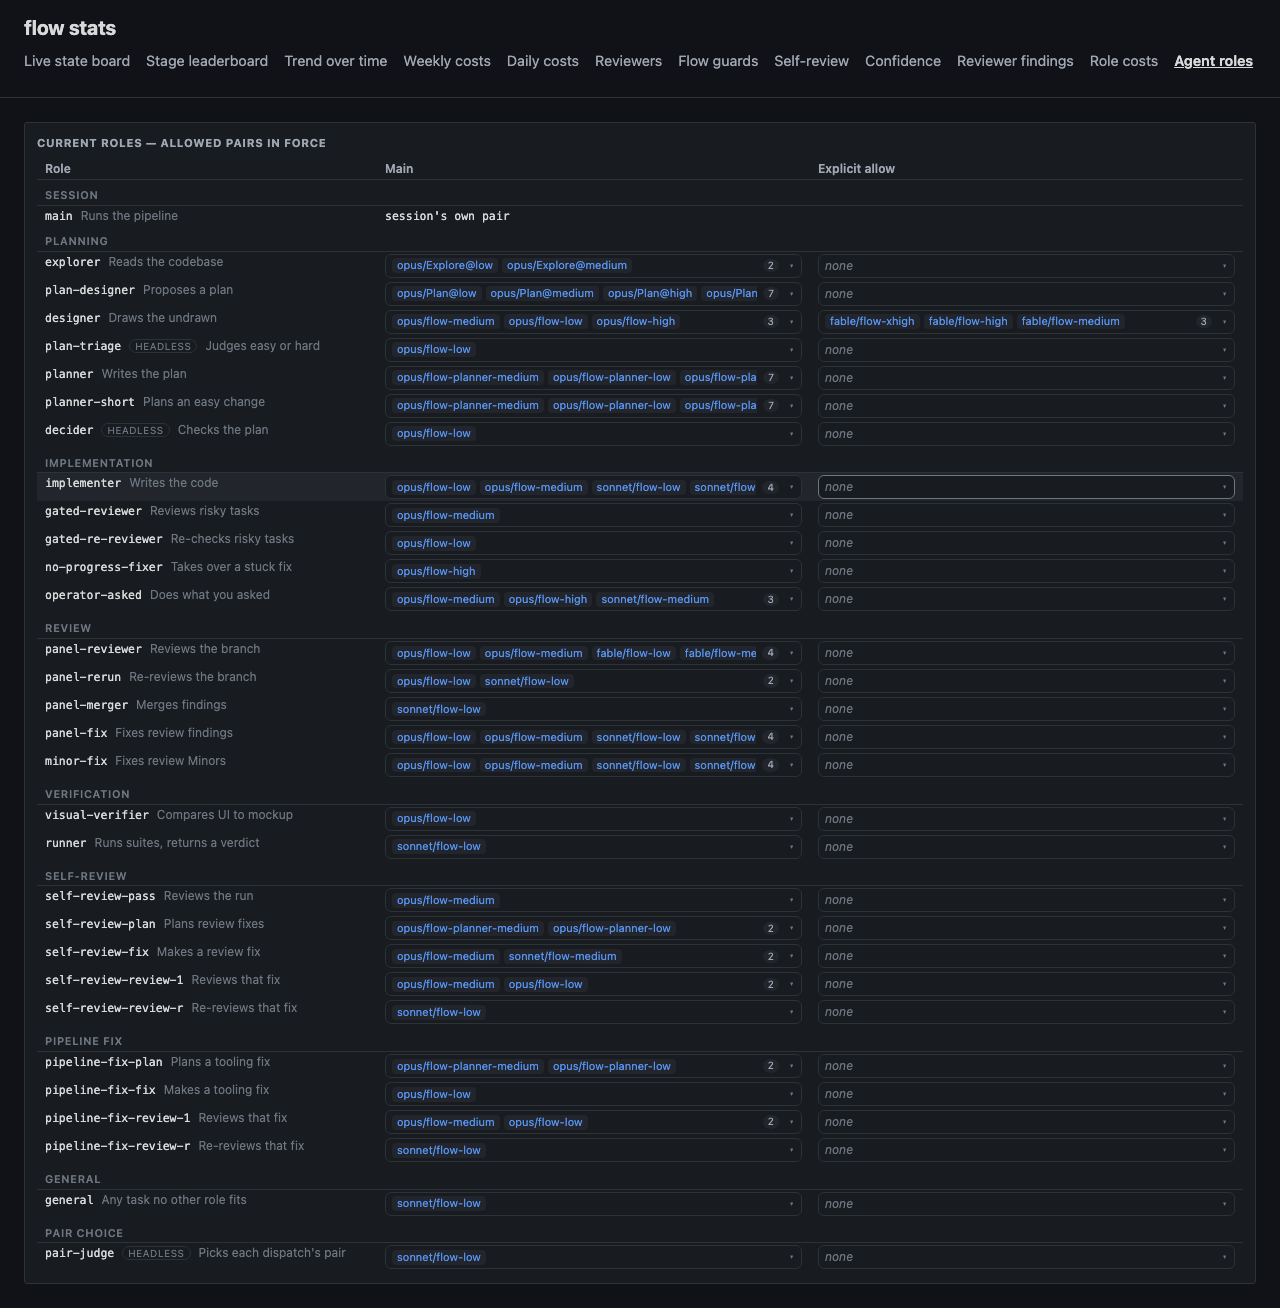 flow stats
Live state board Stage leaderboard Trend over time Weekly costs Daily costs Reviewers Flow guards Self-review Confidence Reviewer findings Role costs Agent roles
CURRENT ROLES — ALLOWED PAIRS IN FORCE
Role Main Explicit allow
SESSION
main Runs the pipeline session's own pair
PLANNING
explorer Reads the codebase opus/Explore@low opus/Explore@medium 2 none
plan-designer Proposes a plan opus/Plan@low opus/Plan@medium opus/Plan@high opus/Plan 7 none
designer Draws the undrawn opus/flow-medium opus/flow-low opus/flow-high 3 fable/flow-xhigh fable/flow-high fable/flow-medium 3
plan-triage HEADLESS Judges easy or hard opus/flow-low none
planner Writes the plan opus/flow-planner-medium opus/flow-planner-low opus/flow-pla 7 none
planner-short Plans an easy change opus/flow-planner-medium opus/flow-planner-low opus/flow-pla 7 none
decider HEADLESS Checks the plan opus/flow-low none
IMPLEMENTATION
implementer Writes the code opus/flow-low opus/flow-medium sonnet/flow-low sonnet/flow 4 none
gated-reviewer Reviews risky tasks opus/flow-medium none
gated-re-reviewer Re-checks risky tasks opus/flow-low none
no-progress-fixer Takes over a stuck fix opus/flow-high none
operator-asked Does what you asked opus/flow-medium opus/flow-high sonnet/flow-medium 3 none
REVIEW
panel-reviewer Reviews the branch opus/flow-low opus/flow-medium fable/flow-low fable/flow-me 4 none
panel-rerun Re-reviews the branch opus/flow-low sonnet/flow-low 2 none
panel-merger Merges findings sonnet/flow-low none
panel-fix Fixes review findings opus/flow-low opus/flow-medium sonnet/flow-low sonnet/flow 4 none
minor-fix Fixes review Minors opus/flow-low opus/flow-medium sonnet/flow-low sonnet/flow 4 none
VERIFICATION
visual-verifier Compares UI to mockup opus/flow-low none
runner Runs suites, returns a verdict sonnet/flow-low none
SELF-REVIEW
self-review-pass Reviews the run opus/flow-medium none
self-review-plan Plans review fixes opus/flow-planner-medium opus/flow-planner-low 2 none
self-review-fix Makes a review fix opus/flow-medium sonnet/flow-medium 2 none
self-review-review-1 Reviews that fix opus/flow-medium opus/flow-low 2 none
self-review-review-r Re-reviews that fix sonnet/flow-low none
PIPELINE FIX
pipeline-fix-plan Plans a tooling fix opus/flow-planner-medium opus/flow-planner-low 2 none
pipeline-fix-fix Makes a tooling fix opus/flow-low none
pipeline-fix-review-1 Reviews that fix opus/flow-medium opus/flow-low 2 none
pipeline-fix-review-r Re-reviews that fix sonnet/flow-low none
GENERAL
general Any task no other role fits sonnet/flow-low none
PAIR CHOICE
pair-judge HEADLESS Picks each dispatch's pair sonnet/flow-low none